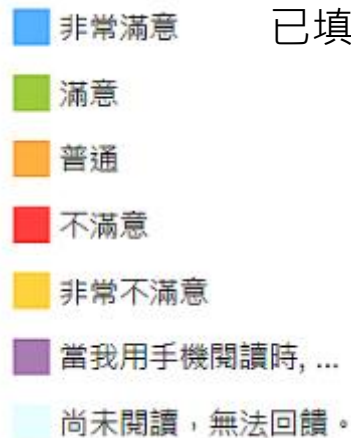 非常滿意
已填
滿意
普通
不滿意
非常不滿意
當我用手機閱讀時, ...
尚未閱讀，無法回饋。